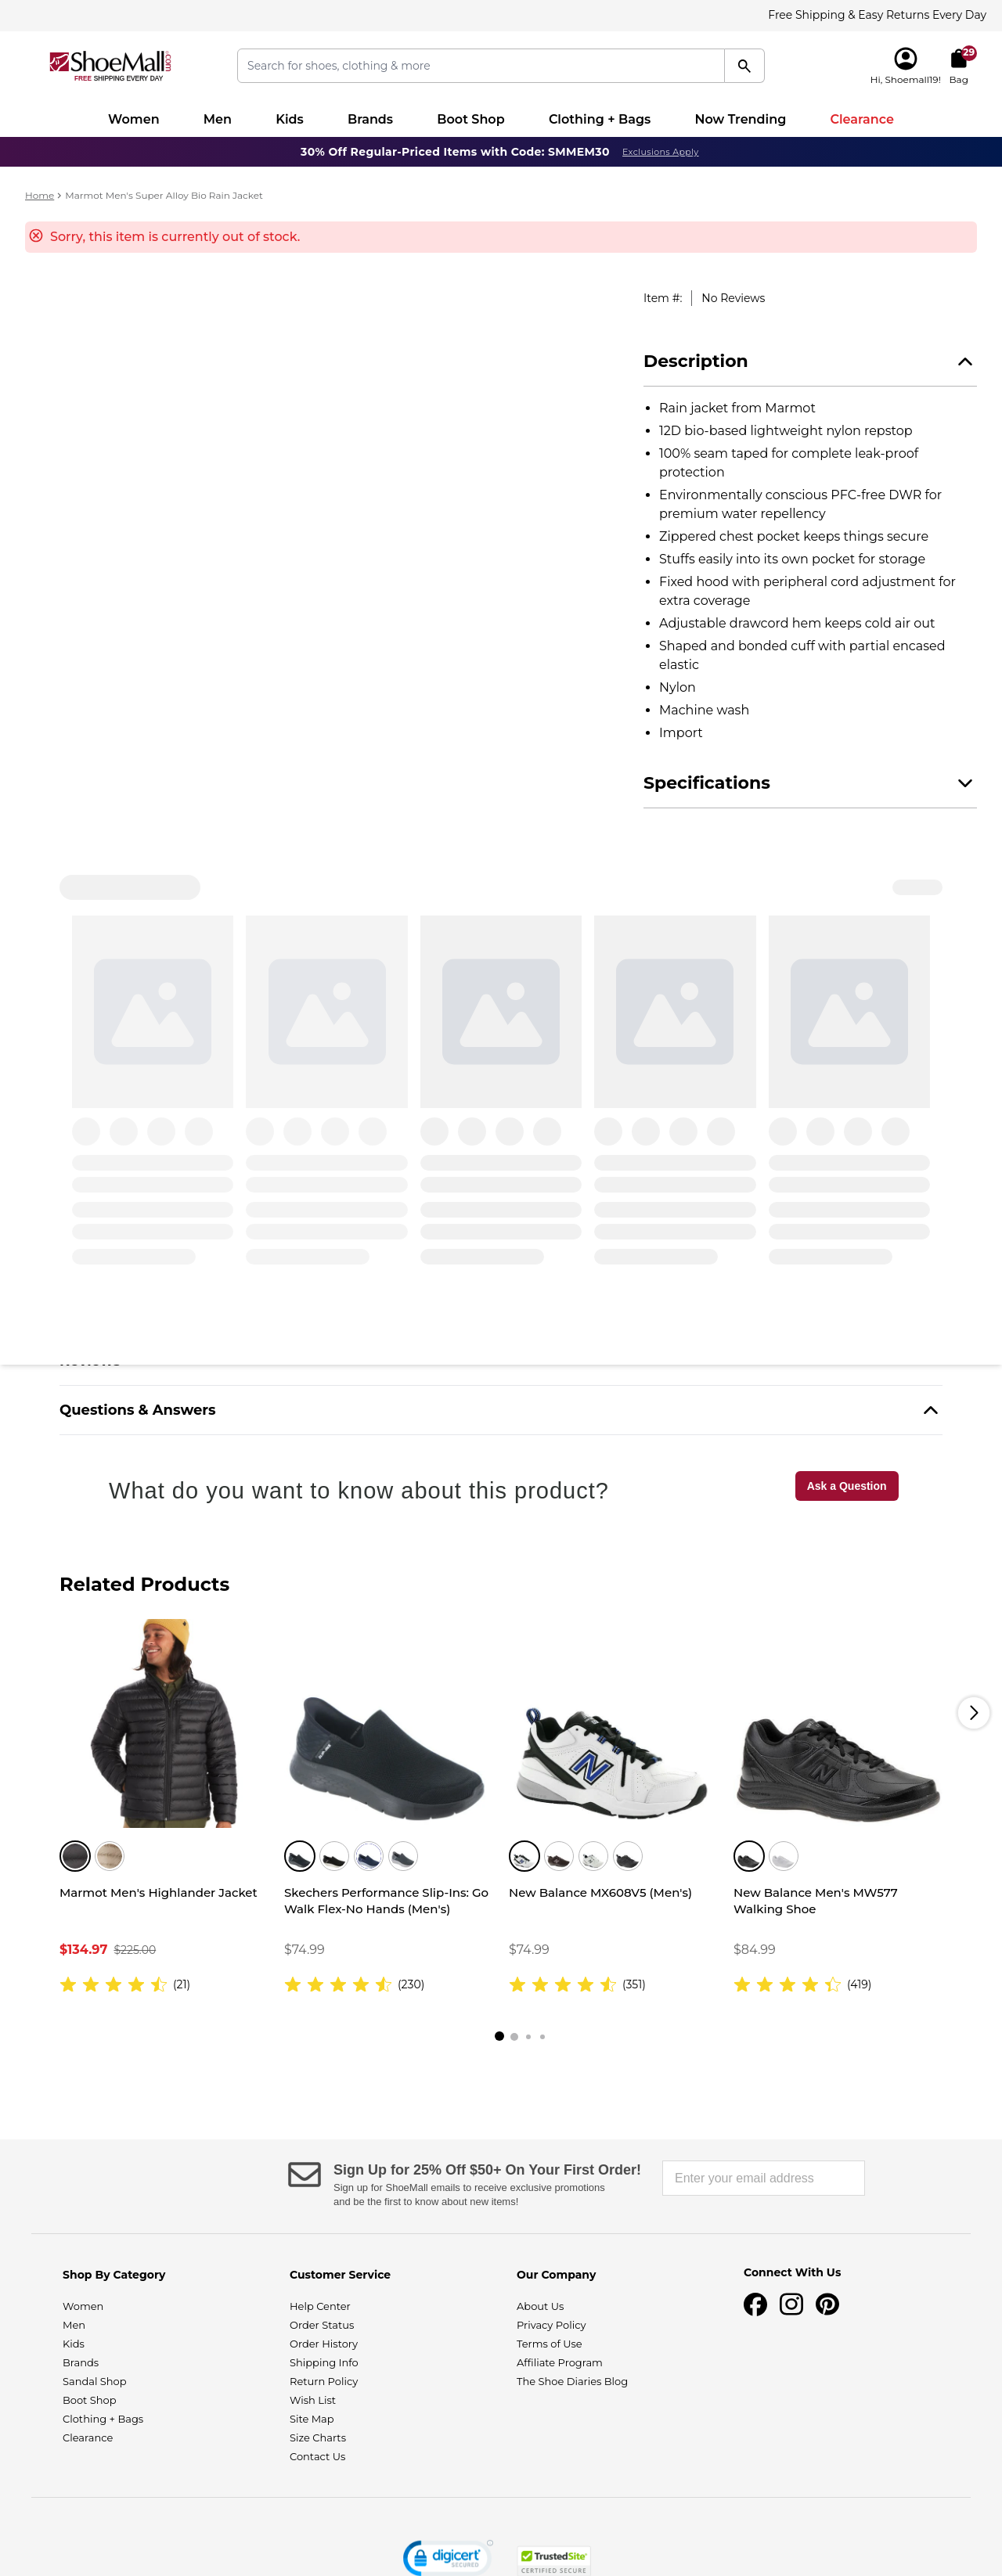 Free Shipping & Easy Returns Every Day
ShoeMall.com
FREE SHIPPING EVERY DAY
Search for shoes, clothing & more
29
Hi, Shoemall19!
Bag
Women
Men
Kids
Brands
Boot Shop
Clothing + Bags
Now Trending
Clearance
30% Off Regular-Priced Items with Code: SMMEM30
Exclusions Apply
Home > Marmot Men's Super Alloy Bio Rain Jacket
Sorry, this item is currently out of stock.
Item #:
No Reviews
Description
Rain jacket from Marmot
12D bio-based lightweight nylon repstop
100% seam taped for complete leak-proof
protection
Environmentally conscious PFC-free DWR for
premium water repellency
Zippered chest pocket keeps things secure
Stuffs easily into its own pocket for storage
Fixed hood with peripheral cord adjustment for
extra coverage
Adjustable drawcord hem keeps cold air out
Shaped and bonded cuff with partial encased
elastic
Nylon
Machine wash
Import
Specifications
Questions & Answers
What do you want to know about this product?
Ask a Question
Related Products
Marmot Men's Highlander Jacket
$134.97 $225.00
(21)
Skechers Performance Slip-Ins: Go
Walk Flex-No Hands (Men's)
$74.99
(230)
New Balance MX608V5 (Men's)
$74.99
(351)
New Balance Men's MW577
Walking Shoe
$84.99
(419)
Sign Up for 25% Off $50+ On Your First Order!
Sign up for ShoeMall emails to receive exclusive promotions
and be the first to know about new items!
Enter your email address
Shop By Category
Women
Men
Kids
Brands
Sandal Shop
Boot Shop
Clothing + Bags
Clearance
Customer Service
Help Center
Order Status
Order History
Shipping Info
Return Policy
Wish List
Site Map
Size Charts
Contact Us
Our Company
About Us
Privacy Policy
Terms of Use
Affiliate Program
The Shoe Diaries Blog
Connect With Us
digicert
SECURED
TrustedSite
CERTIFIED SECURE